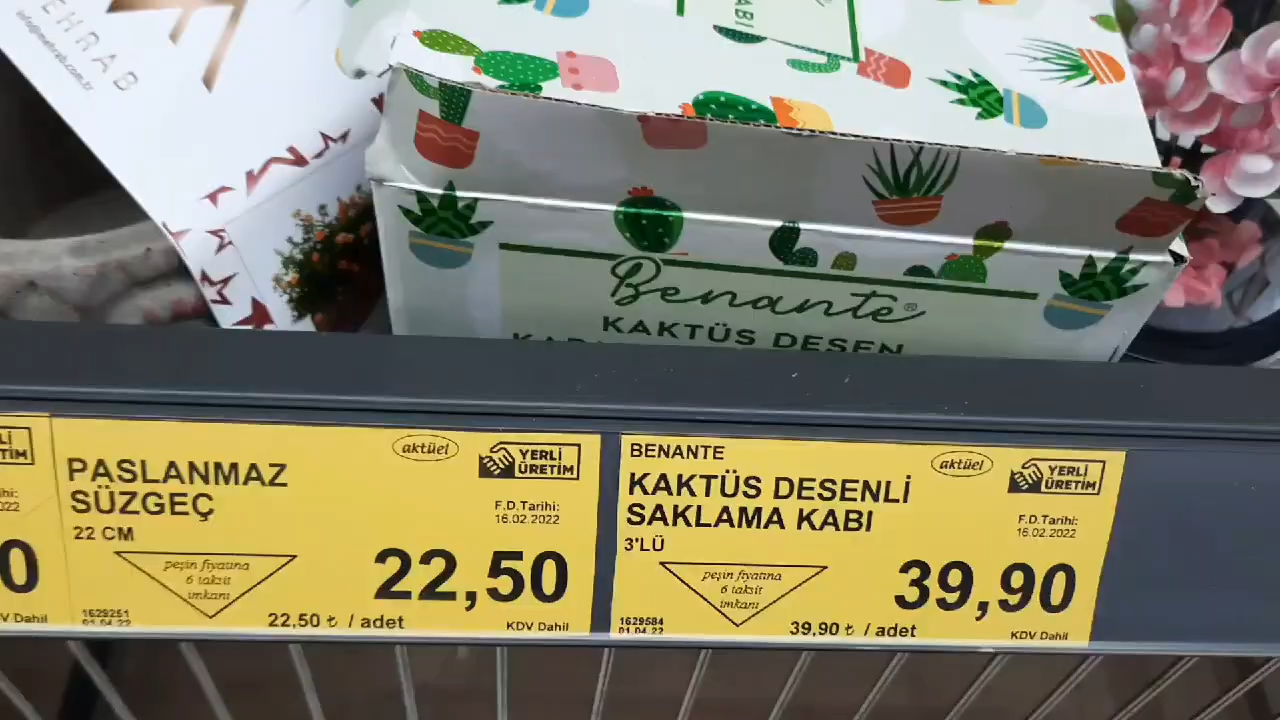 EHRAB
Benante®
KAKTÜS DESEN
aktüel
YERLİ
ÜRETİM
PASLANMAZ
SÜZGEÇ
22 CM
F.D.Tarihi:
16.02.2022
peşin fiyatına
6 taksit
imkanı
22,50
1629251
01.04.22
22,50 ₺ / adet
KDV Dahil
BENANTE
aktüel
YERLİ
ÜRETİM
KAKTÜS DESENLİ
SAKLAMA KABI
3'LÜ
F.D.Tarihi:
16.02.2022
peşin fiyatına
6 taksit
imkanı
39,90
1629584
01.04.22
39,90 ₺ / adet
KDV Dahil